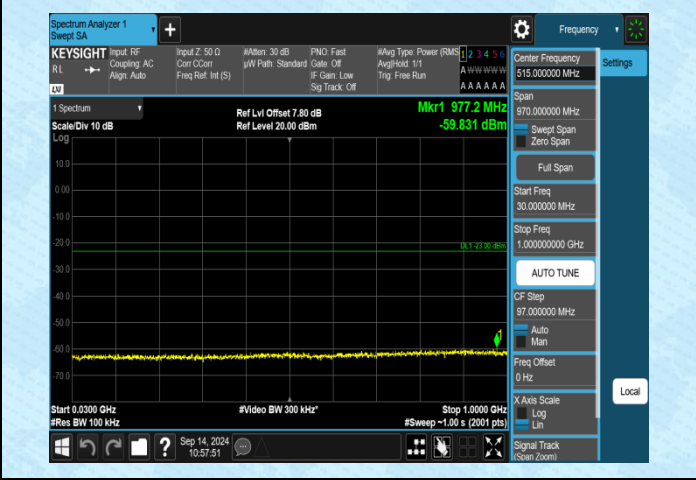 Spectrum Analyzer 1
Swept SA
Frequency
KEYSIGHT
RL
LXI
Input: RF
Coupling: AC
Align: Auto
Input Z: 50 Ω
Corr CCorr
Freq Ref: Int (S)
#Atten: 30 dB
µW Path: Standard
PNO: Fast
Gate: Off
IF Gain: Low
Sig Track: Off
#Avg Type: Power (RMS
Avg|Hold: 1/1
Trig: Free Run
1 2 3 4 5 6
A W W W W W
A A A A A A
1 Spectrum
Scale/Div 10 dB
Log
Ref Lvl Offset 7.80 dB
Ref Level 20.00 dBm
Mkr1 977.2 MHz
-59.831 dBm
10.0
0.00
-10.0
-20.0
-30.0
-40.0
-50.0
-60.0
-70.0
DL1 -23.00 dBm
1
Start 0.0300 GHz
#Res BW 100 kHz
#Video BW 300 kHz*
Stop 1.0000 GHz
#Sweep ~1.00 s (2001 pts)
?
Sep 14, 2024
10:57:51
Center Frequency
515.000000 MHz
Span
970.000000 MHz
Swept Span
Zero Span
Full Span
Start Freq
30.000000 MHz
Stop Freq
1.000000000 GHz
AUTO TUNE
CF Step
97.000000 MHz
Auto
Man
Freq Offset
0 Hz
X Axis Scale
Log
Lin
Signal Track
(Span Zoom)
Settings
Local